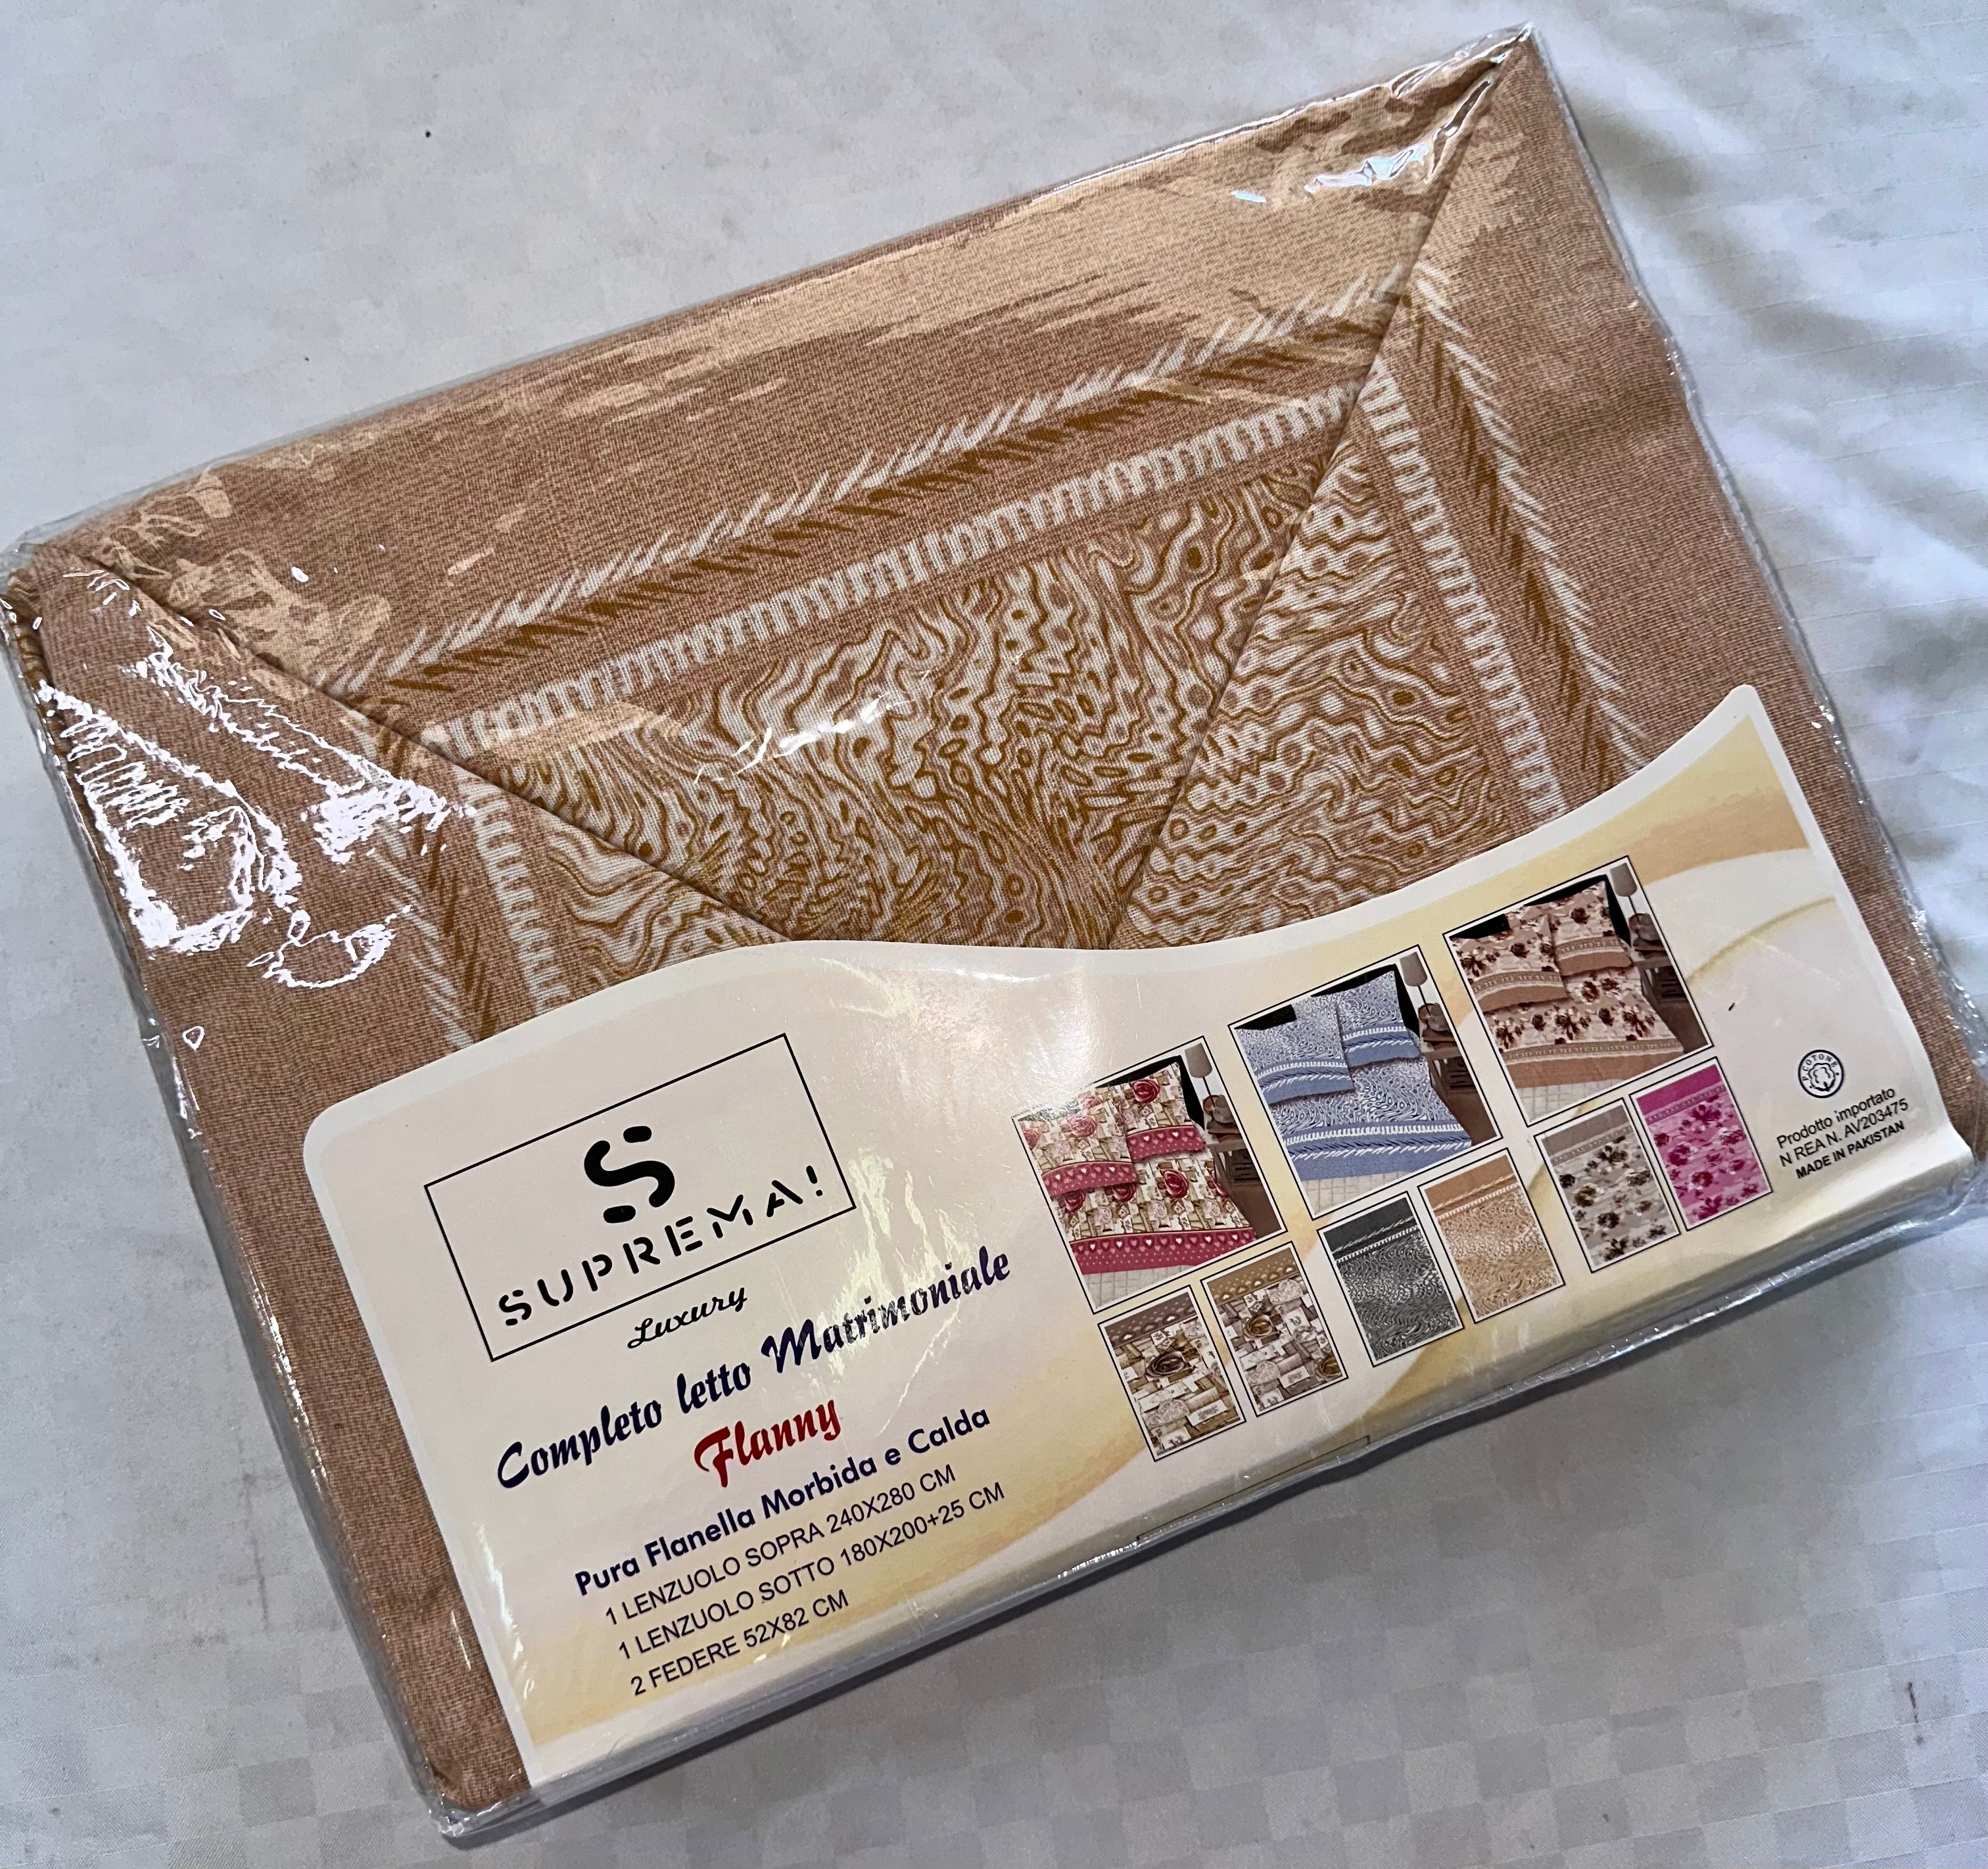 S
SUPREMA!
Luxury
Completo letto Matrimoniale
Flanny
Pura Flanella Morbida e Calda
1 LENZUOLO SOPRA 240X280 CM
1 LENZUOLO SOTTO 180X200+25 CM
2 FEDERE 52X82 CM
COTONE
Prodotto importato
N REA N. AV203475
MADE IN PAKISTAN